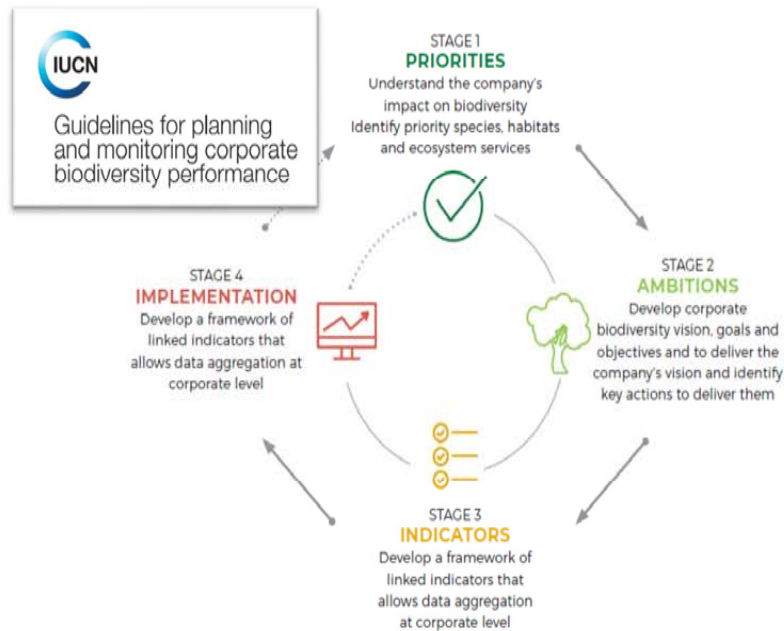 IUCN
Guidelines for planning
and monitoring corporate
biodiversity performance
STAGE 1
PRIORITIES
Understand the company's
impact on biodiversity
Identify priority species, habitats
and ecosystem services
STAGE 2
AMBITIONS
Develop corporate
biodiversity vision, goals and
objectives and to deliver the
company's vision and identify
key actions to deliver them
STAGE 3
INDICATORS
Develop a framework of
linked indicators that
allows data aggregation
at corporate level
STAGE 4
IMPLEMENTATION
Develop a framework of
linked indicators that
allows data aggregation at
corporate level